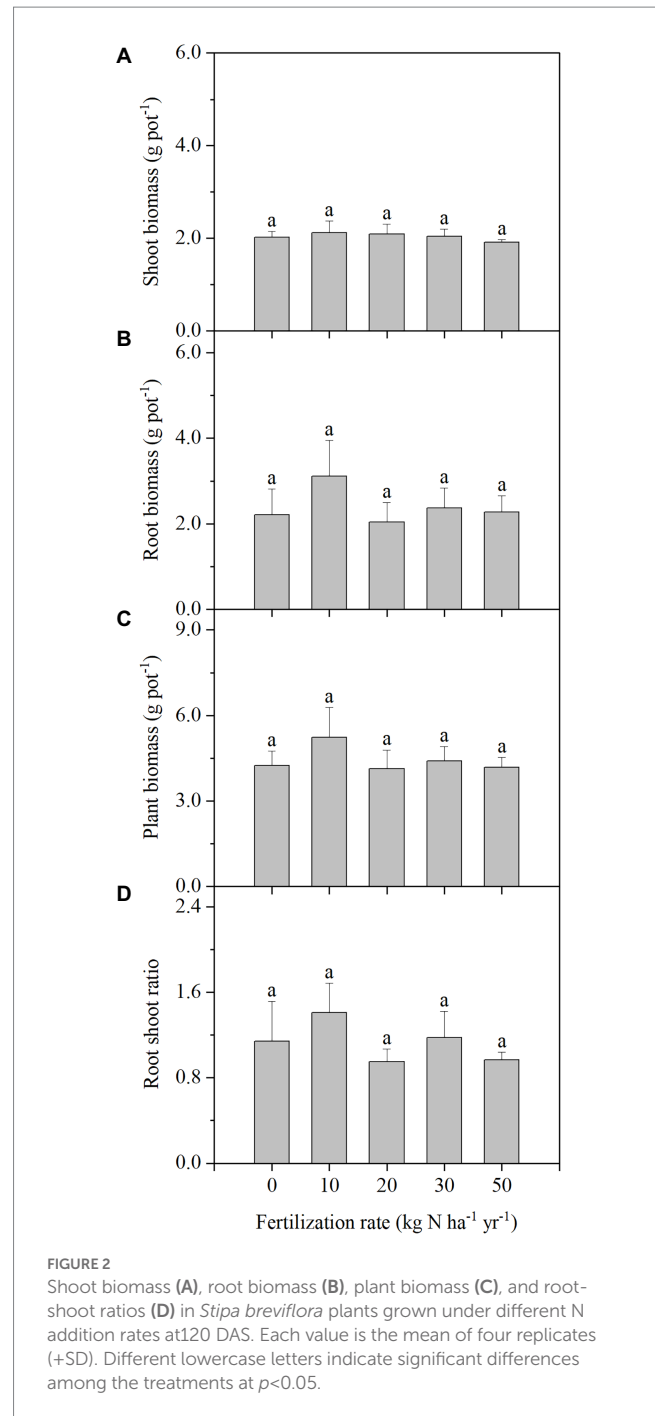 A
6.0
4.0
2.0
0.0
Shoot biomass (g pot-1)
a a a a a
B
6.0
4.0
2.0
0.0
Root biomass (g pot-1)
a a a a a
C
9.0
6.0
3.0
0.0
Plant biomass (g pot-1)
a a a a a
D
2.4
1.6
0.8
0.0
Root shoot ratio
a a a a a
0 10 20 30 50
Fertilization rate (kg N ha-1 yr-1)
FIGURE 2
Shoot biomass (A), root biomass (B), plant biomass (C), and root-
shoot ratios (D) in Stipa breviflora plants grown under different N
addition rates at120 DAS. Each value is the mean of four replicates
(+SD). Different lowercase letters indicate significant differences
among the treatments at p<0.05.